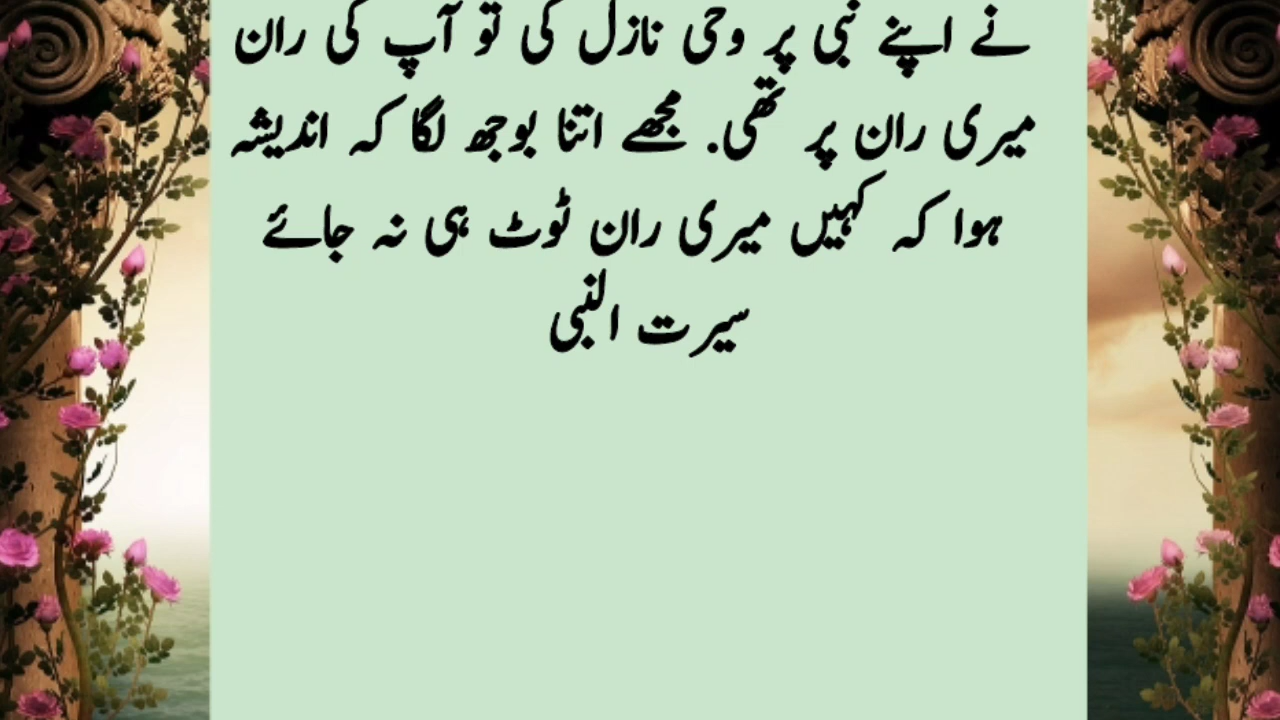 نے اپنے نبی پر وحی نازل کی تو آپ کی ران
میری ران پر تھی. مجھے اتنا بوجھ لگا کہ اندیشہ
ہوا کہ کہیں میری ران ٹوٹ ہی نہ جائے
سیرت النبی